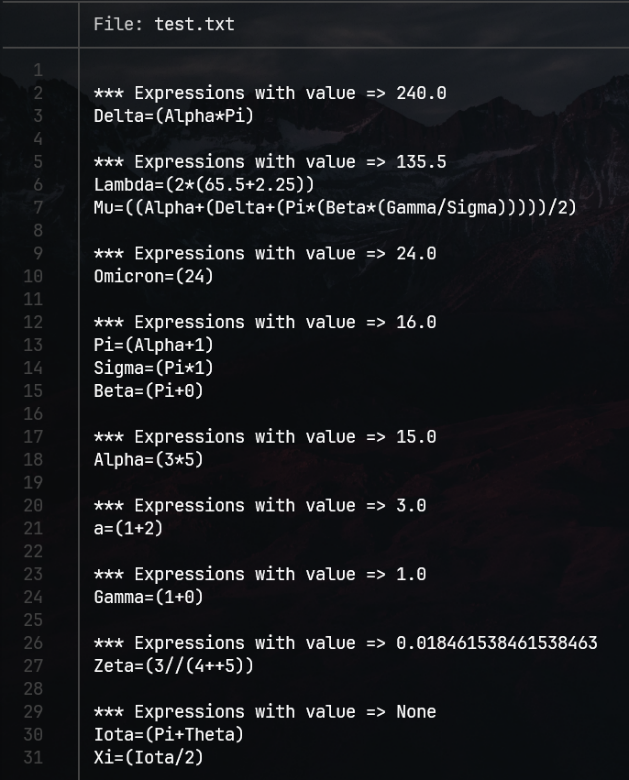 File: test.txt
1
2 *** Expressions with value => 240.0
3 Delta=(Alpha*Pi)
4
5 *** Expressions with value => 135.5
6 Lambda=(2*(65.5+2.25))
7 Mu=((Alpha+(Delta+(Pi*(Beta*(Gamma/Sigma)))))/2)
8
9 *** Expressions with value => 24.0
10 Omicron=(24)
11
12 *** Expressions with value => 16.0
13 Pi=(Alpha+1)
14 Sigma=(Pi*1)
15 Beta=(Pi+0)
16
17 *** Expressions with value => 15.0
18 Alpha=(3*5)
19
20 *** Expressions with value => 3.0
21 a=(1+2)
22
23 *** Expressions with value => 1.0
24 Gamma=(1+0)
25
26 *** Expressions with value => 0.018461538461538463
27 Zeta=(3//(4++5))
28
29 *** Expressions with value => None
30 Iota=(Pi+Theta)
31 Xi=(Iota/2)